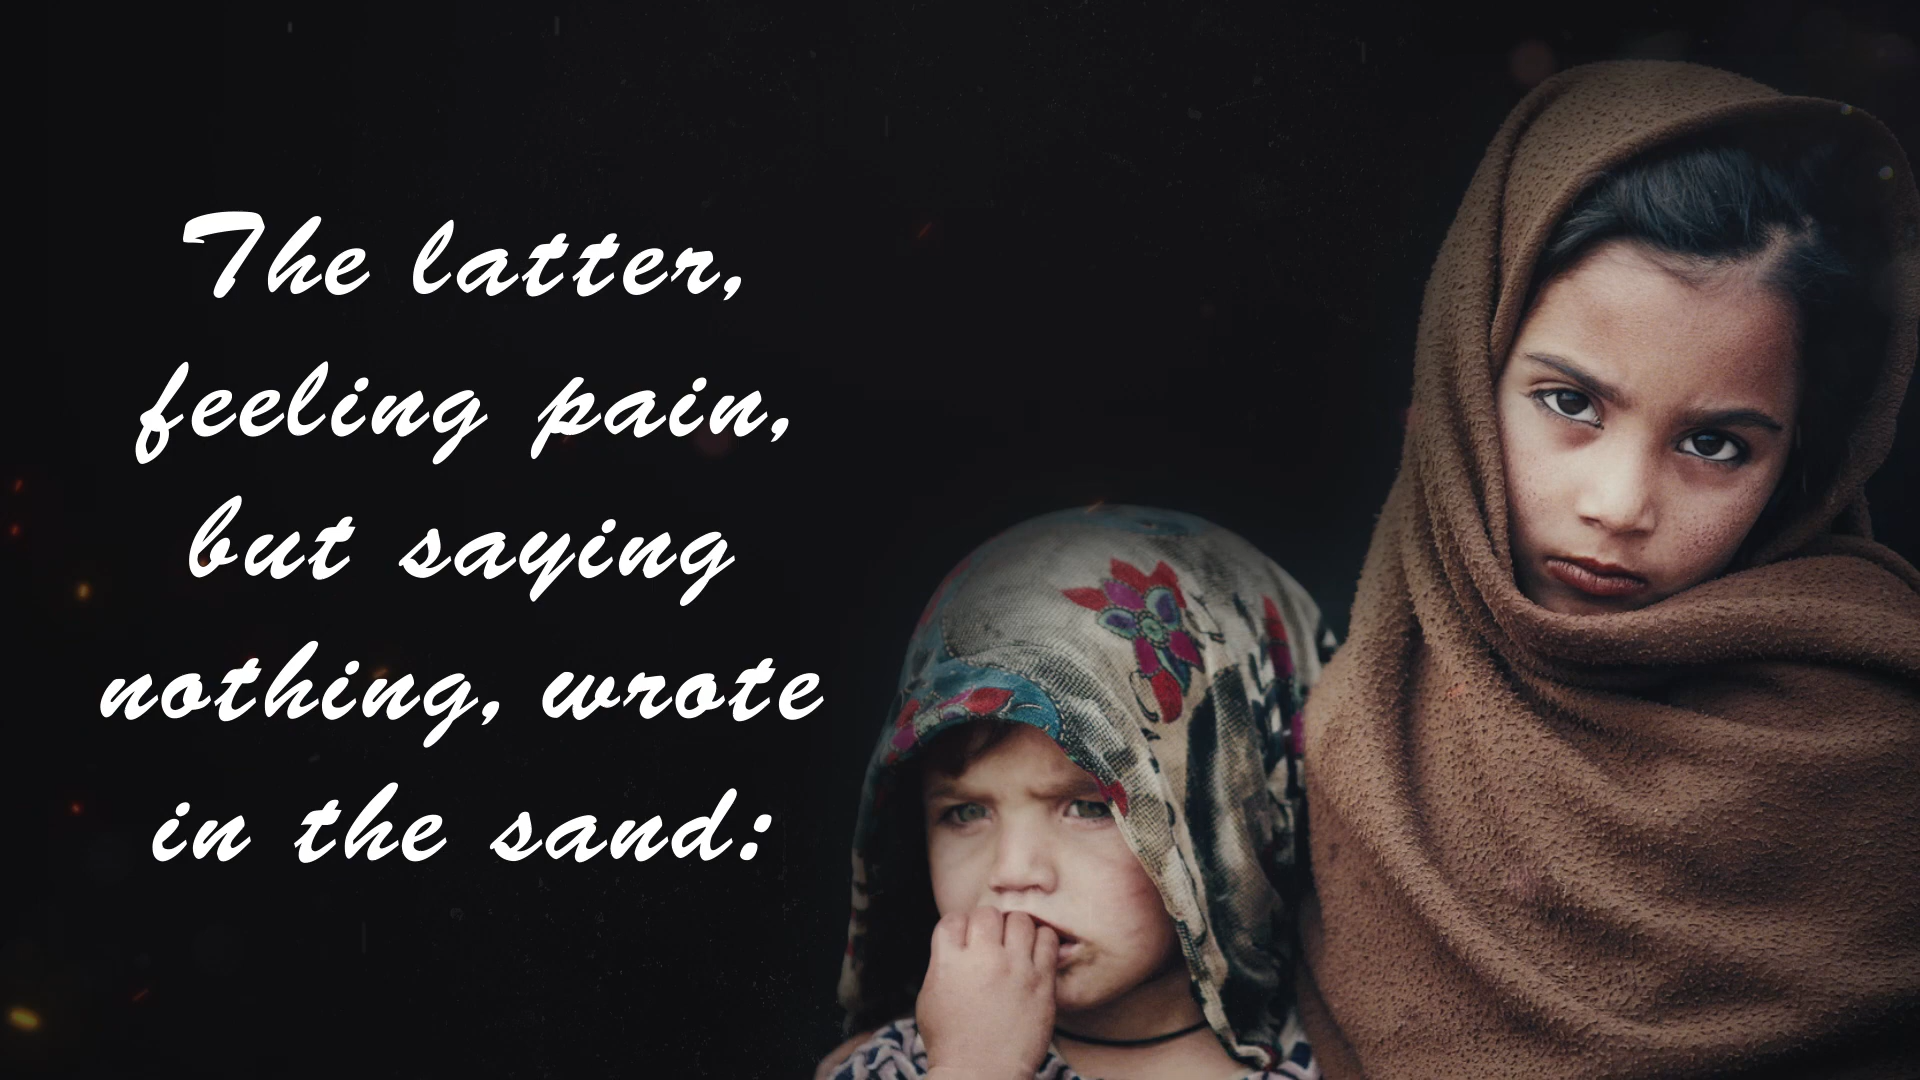 The latter,
feeling pain,
but saying
nothing, wrote
in the sand: